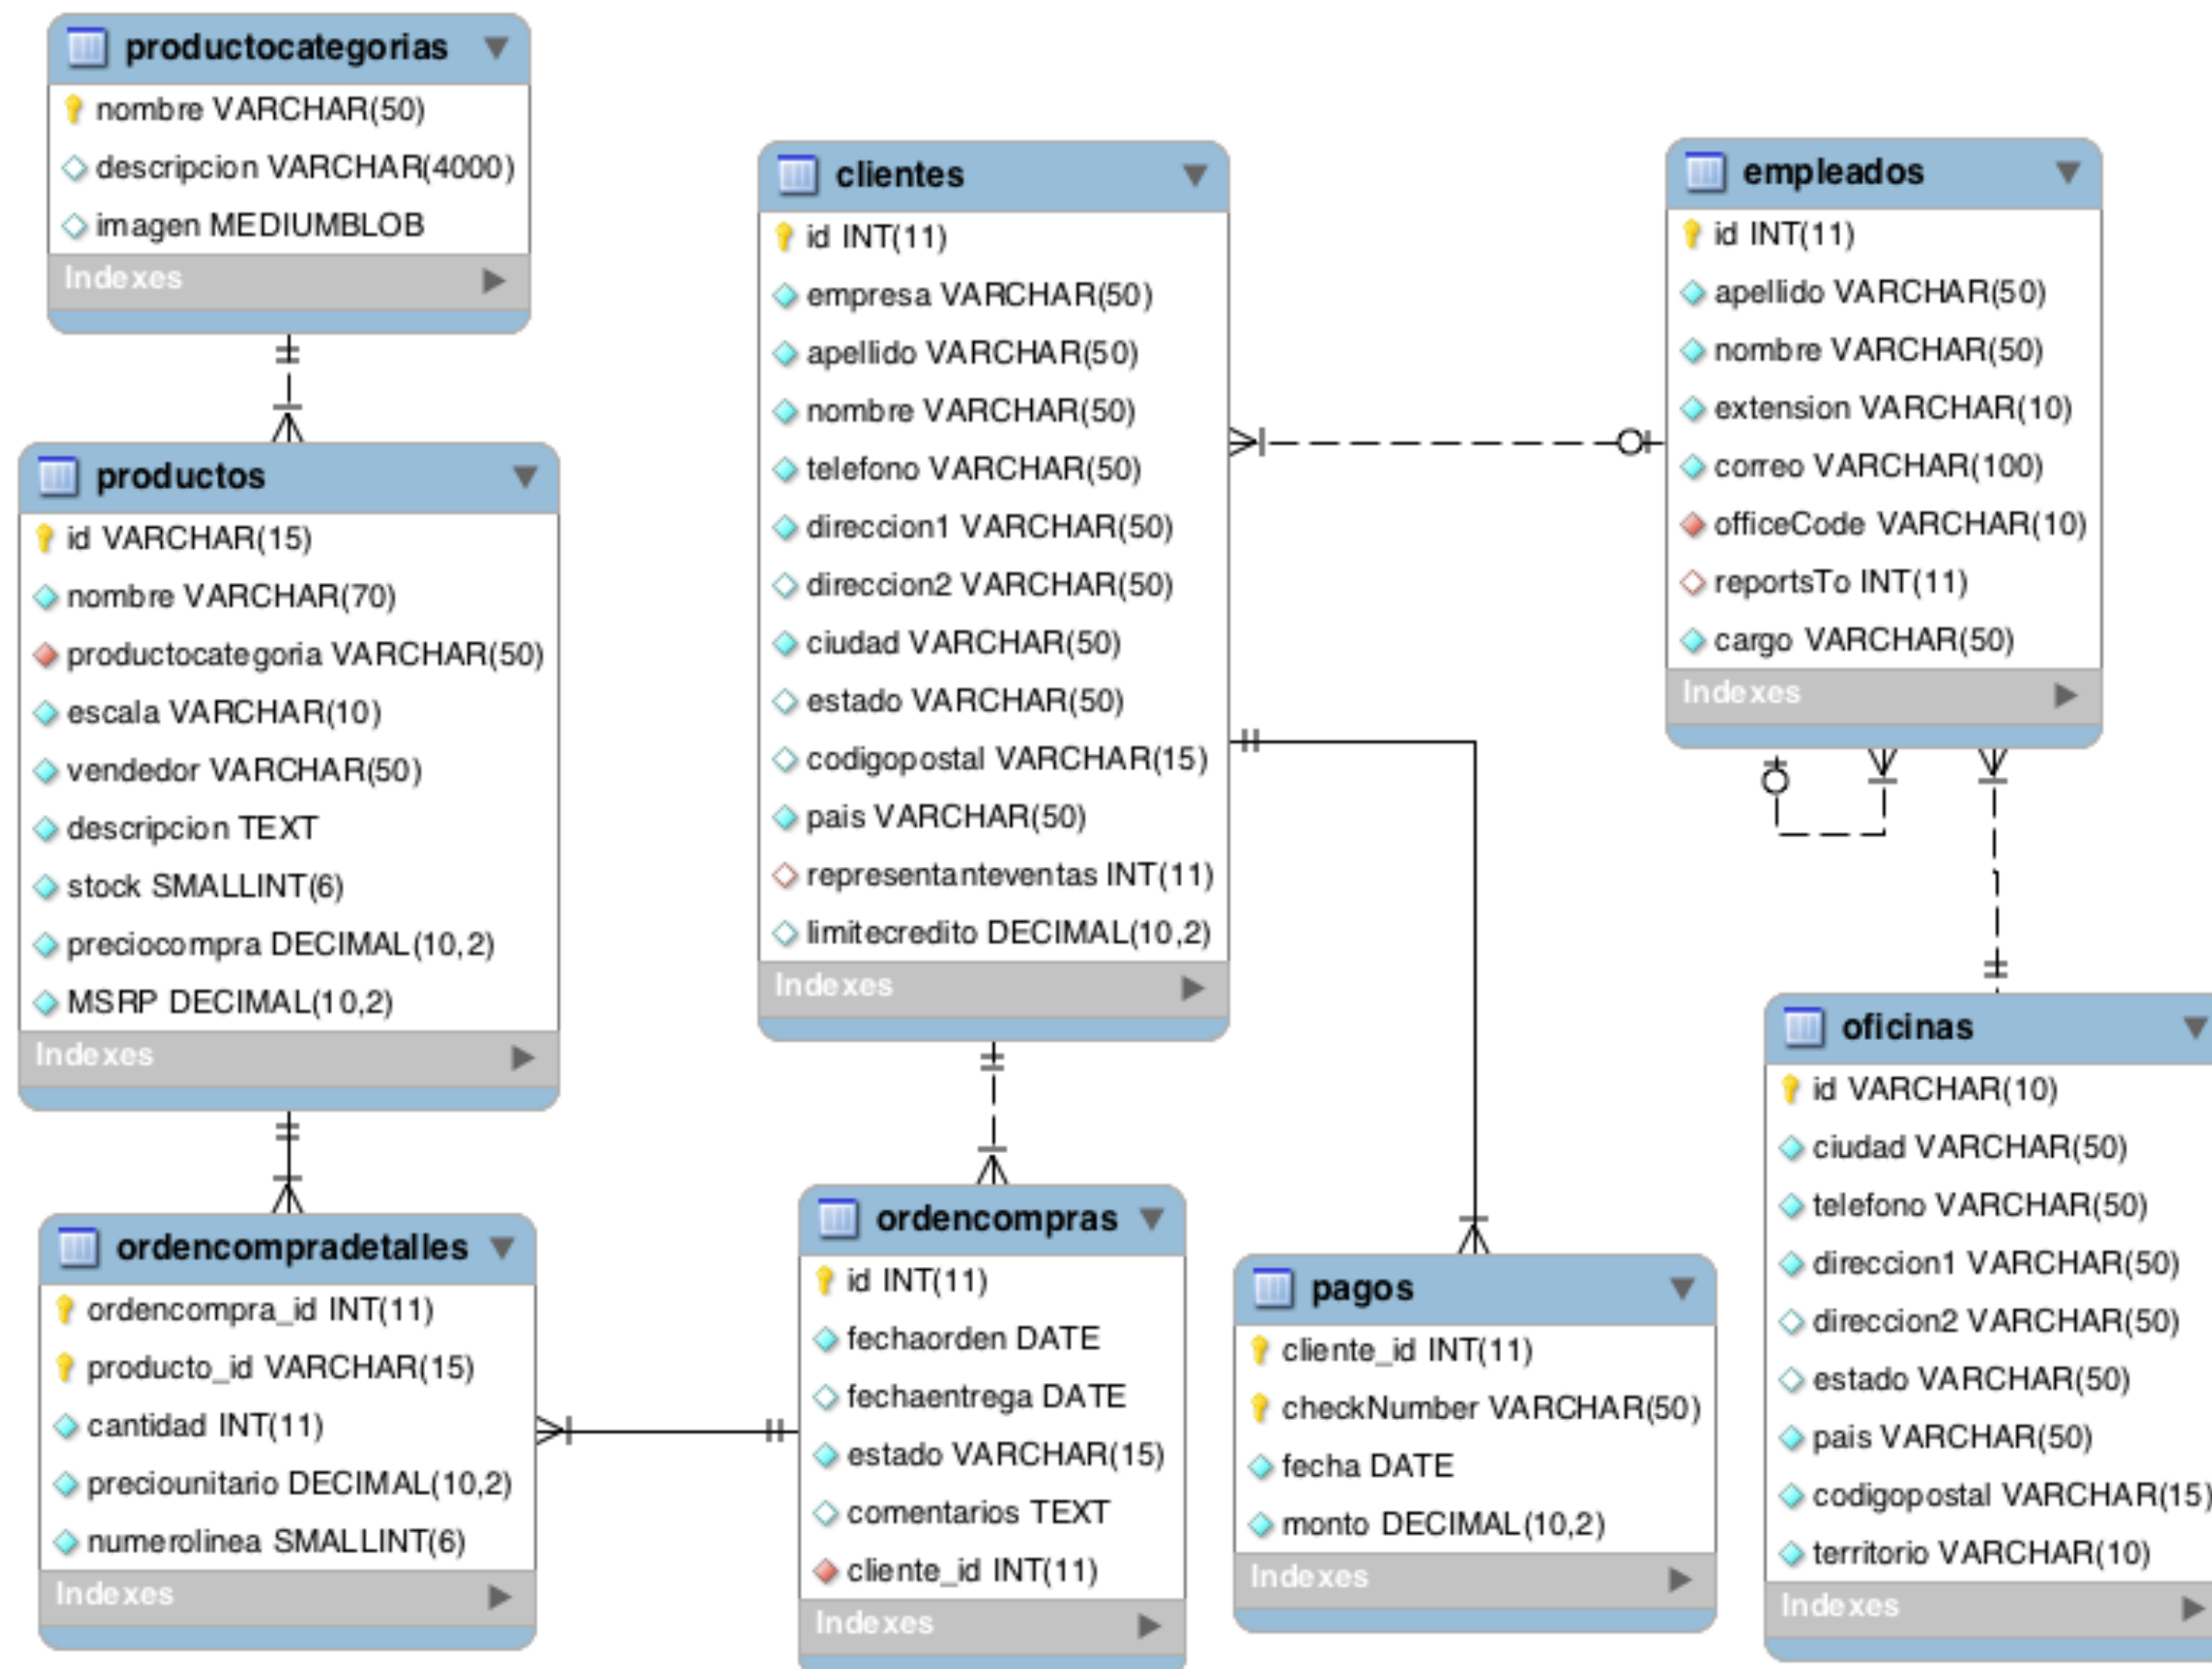 productocategorias
nombre VARCHAR(50)
descripcion VARCHAR(4000)
imagen MEDIUMBLOB
Indexes
productos
id VARCHAR(15)
nombre VARCHAR(70)
productocategoria VARCHAR(50)
escala VARCHAR(10)
vendedor VARCHAR(50)
descripcion TEXT
stock SMALLINT(6)
preciocompra DECIMAL(10,2)
MSRP DECIMAL(10,2)
Indexes
ordencompradetalles
ordencompra_id INT(11)
producto_id VARCHAR(15)
cantidad INT(11)
preciounitario DECIMAL(10,2)
numerolinea SMALLINT(6)
Indexes
clientes
id INT(11)
empresa VARCHAR(50)
apellido VARCHAR(50)
nombre VARCHAR(50)
telefono VARCHAR(50)
direccion1 VARCHAR(50)
direccion2 VARCHAR(50)
ciudad VARCHAR(50)
estado VARCHAR(50)
codigopostal VARCHAR(15)
pais VARCHAR(50)
representanteventas INT(11)
limitecredito DECIMAL(10,2)
Indexes
ordencompras
id INT(11)
fechaorden DATE
fechaentrega DATE
estado VARCHAR(15)
comentarios TEXT
cliente_id INT(11)
Indexes
pagos
cliente_id INT(11)
checkNumber VARCHAR(50)
fecha DATE
monto DECIMAL(10,2)
Indexes
empleados
id INT(11)
apellido VARCHAR(50)
nombre VARCHAR(50)
extension VARCHAR(10)
correo VARCHAR(100)
officeCode VARCHAR(10)
reportsTo INT(11)
cargo VARCHAR(50)
Indexes
oficinas
id VARCHAR(10)
ciudad VARCHAR(50)
telefono VARCHAR(50)
direccion1 VARCHAR(50)
direccion2 VARCHAR(50)
estado VARCHAR(50)
pais VARCHAR(50)
codigopostal VARCHAR(15)
territorio VARCHAR(10)
Indexes